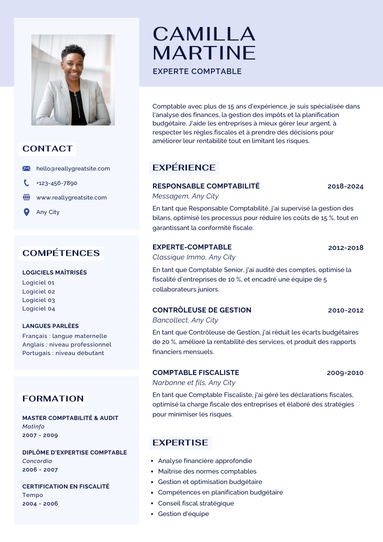 CAMILLA
MARTINE
EXPERTE COMPTABLE
CONTACT
hello@reallygreatsite.com
+123-456-7890
www.reallygreatsite.com
Any City
COMPÉTENCES
LOGICIELS MAÎTRISÉS
Logiciel 01
Logiciel 02
Logiciel 03
Logiciel 04
LANGUES PARLÉES
Français : langue maternelle
Anglais : niveau professionnel
Portugais : niveau débutant
FORMATION
MASTER COMPTABILITÉ & AUDIT
MatInfo
2007 - 2009
DIPLÔME D'EXPERTISE COMPTABLE
Concordia
2006 - 2007
CERTIFICATION EN FISCALITÉ
Tempo
2004 - 2006
Comptable avec plus de 15 ans d'expérience, je suis spécialisée dans
l'analyse des finances, la gestion des impôts et la planification
budgétaire. J'aide les entreprises à mieux gérer leur argent, à
respecter les règles fiscales et à prendre des décisions pour
améliorer leur rentabilité tout en limitant les risques.
EXPÉRIENCE
RESPONSABLE COMPTABILITÉ 2018-2024
Messagem, Any City
En tant que Responsable Comptabilité, j'ai supervisé la gestion des
bilans, optimisé les processus pour réduire les coûts de 15 %, tout en
garantissant la conformité fiscale.
EXPERTE-COMPTABLE 2012-2018
Classique Immo, Any City
En tant que Comptable Senior, j'ai audité des comptes, optimisé la
fiscalité d'entreprises de 10 %, et encadré une équipe de 5
collaborateurs juniors.
CONTRÔLEUSE DE GESTION 2010-2012
Bancollect, Any City
En tant que Contrôleuse de Gestion, j'ai réduit les écarts budgétaires
de 20 %, amélioré la rentabilité des services, et produit des rapports
financiers mensuels.
COMPTABLE FISCALISTE 2009-2010
Narbonne et fils, Any City
En tant que Comptable Fiscaliste, j'ai géré les déclarations fiscales,
optimisé la charge fiscale des entreprises et élaboré des stratégies
pour minimiser les risques.
EXPERTISE
• Analyse financière approfondie
• Maîtrise des normes comptables
• Gestion et optimisation budgétaire
• Compétences en planification budgétaire
• Conseil fiscal stratégique
• Gestion d'équipe